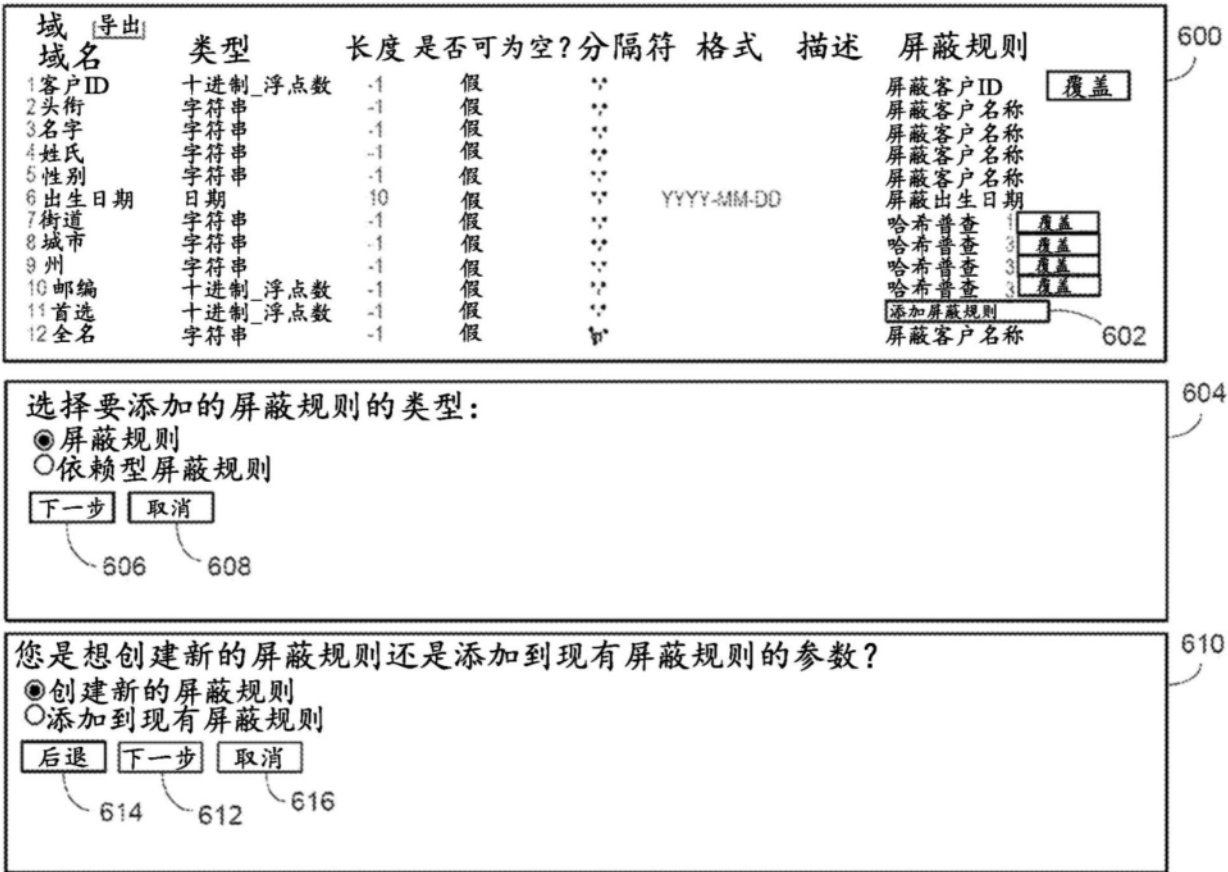 域 导出
域名 类型 长度 是否可为空? 分隔符 格式 描述 屏蔽规则
600
1 客户ID 十进制_浮点数 -1 假 "," 屏蔽客户ID 覆盖
2 头衔 字符串 -1 假 "," 屏蔽客户名称
3 名字 字符串 -1 假 "," 屏蔽客户名称
4 姓氏 字符串 -1 假 "," 屏蔽客户名称
5 性别 字符串 -1 假 "," 屏蔽客户名称
6 出生日期 日期 10 假 "," YYYY-MM-DD 屏蔽出生日期
7 街道 字符串 -1 假 "," 哈希普查 1 覆盖
8 城市 字符串 -1 假 "," 哈希普查 3 覆盖
9 州 字符串 -1 假 "," 哈希普查 3 覆盖
10 邮编 十进制_浮点数 -1 假 "," 哈希普查 3 覆盖
11 首选 十进制_浮点数 -1 假 "," 添加屏蔽规则
12 全名 字符串 -1 假 屏蔽客户名称
602
604
选择要添加的屏蔽规则的类型:
屏蔽规则
依赖型屏蔽规则
下一步 取消
606 608
610
您是想创建新的屏蔽规则还是添加到现有屏蔽规则的参数?
创建新的屏蔽规则
添加到现有屏蔽规则
后退 下一步 取消
614 612 616